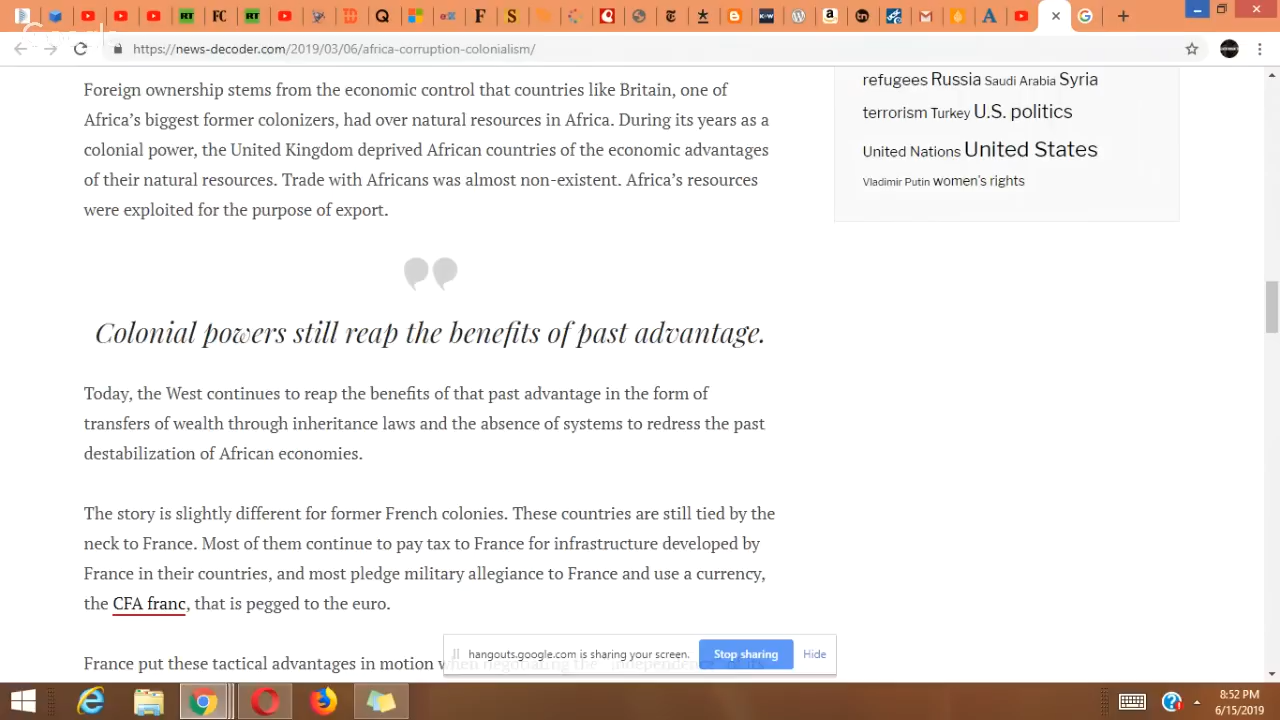 https://news-decoder.com/2019/03/06/africa-corruption-colonialism/
Foreign ownership stems from the economic control that countries like Britain, one of
Africa's biggest former colonizers, had over natural resources in Africa. During its years as a
colonial power, the United Kingdom deprived African countries of the economic advantages
of their natural resources. Trade with Africans was almost non-existent. Africa's resources
were exploited for the purpose of export.
Colonial powers still reap the benefits of past advantage.
Today, the West continues to reap the benefits of that past advantage in the form of
transfers of wealth through inheritance laws and the absence of systems to redress the past
destabilization of African economies.
The story is slightly different for former French colonies. These countries are still tied by the
neck to France. Most of them continue to pay tax to France for infrastructure developed by
France in their countries, and most pledge military allegiance to France and use a currency,
the CFA franc, that is pegged to the euro.
France put these tactical advantages in motion when negotiating the "independence" of its
refugees Russia Saudi Arabia Syria
terrorism Turkey U.S. politics
United Nations United States
Vladimir Putin women's rights
hangouts.google.com is sharing your screen.
Stop sharing
Hide
8:52 PM
6/15/2019